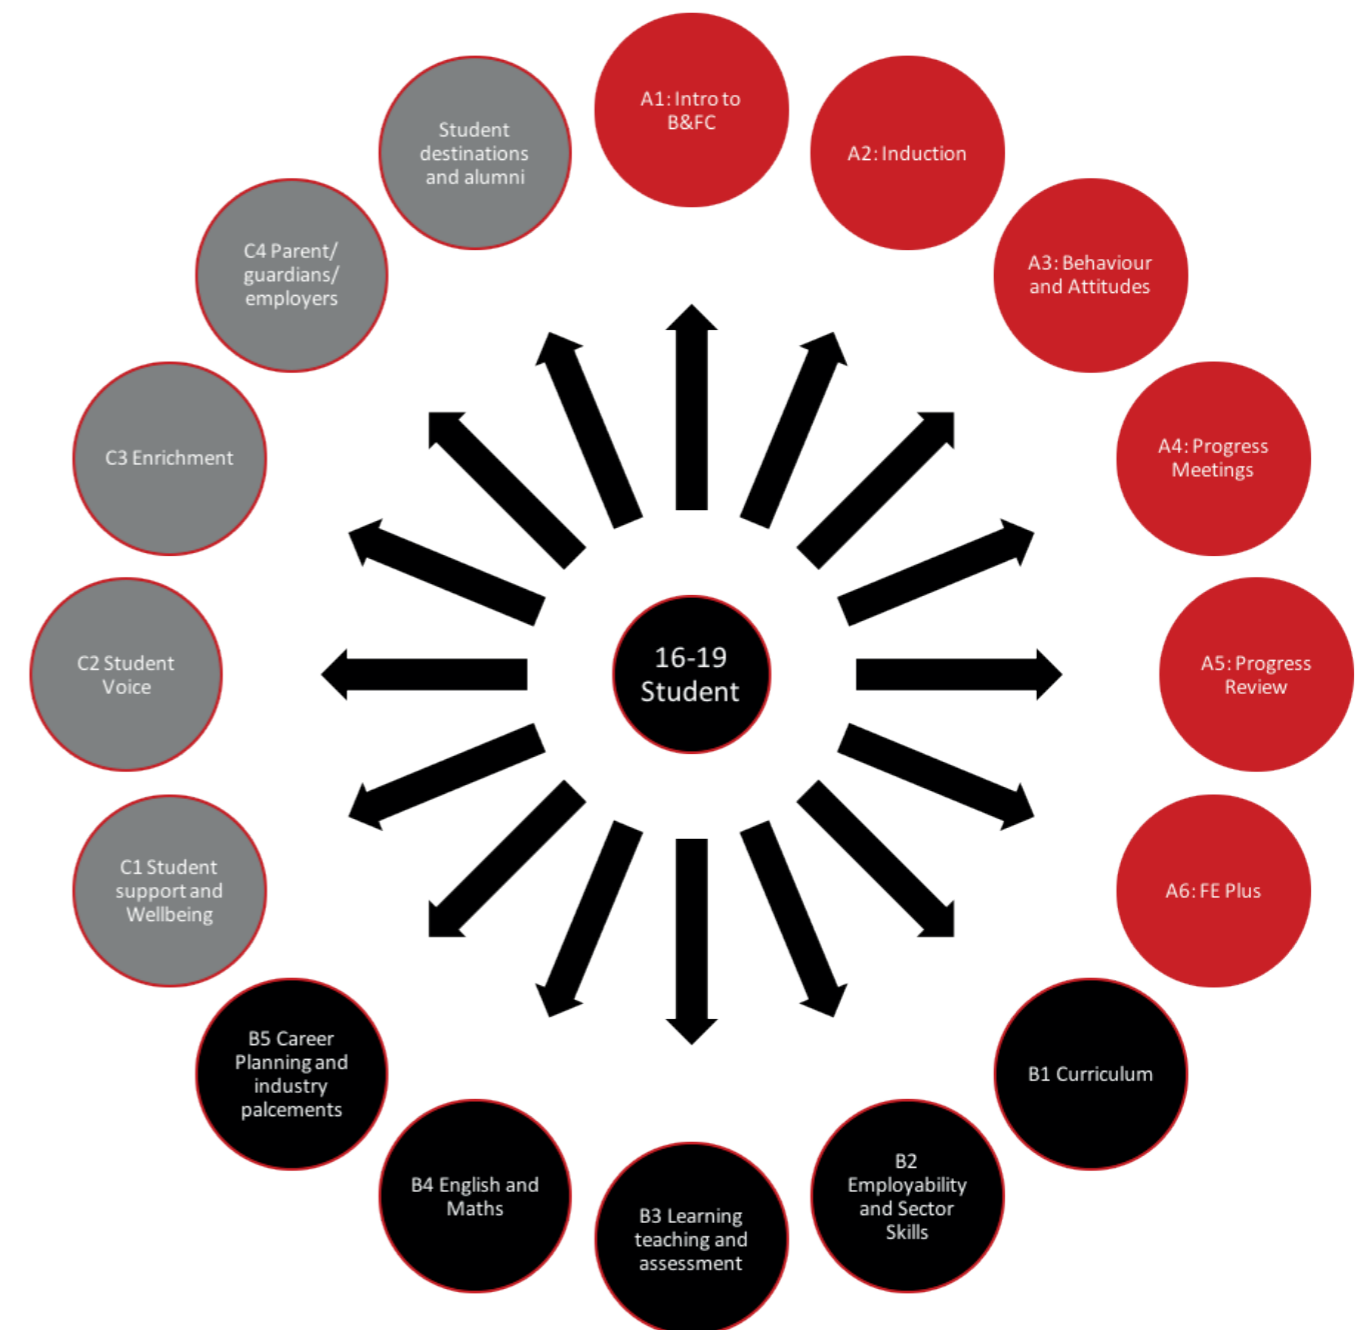 A1: Intro to
B&FC
A2: Induction
A3: Behaviour
and Attitudes
A4: Progress
Meetings
A5: Progress
Review
A6: FE Plus
B1 Curriculum
B2
Employability
and Sector
Skills
B3 Learning
teaching and
assessment
B4 English and
Maths
B5 Career
Planning and
industry
palcements
C1 Student
support and
Wellbeing
C2 Student
Voice
C3 Enrichment
C4 Parent/
guardians/
employers
Student
destinations
and alumni
16-19
Student